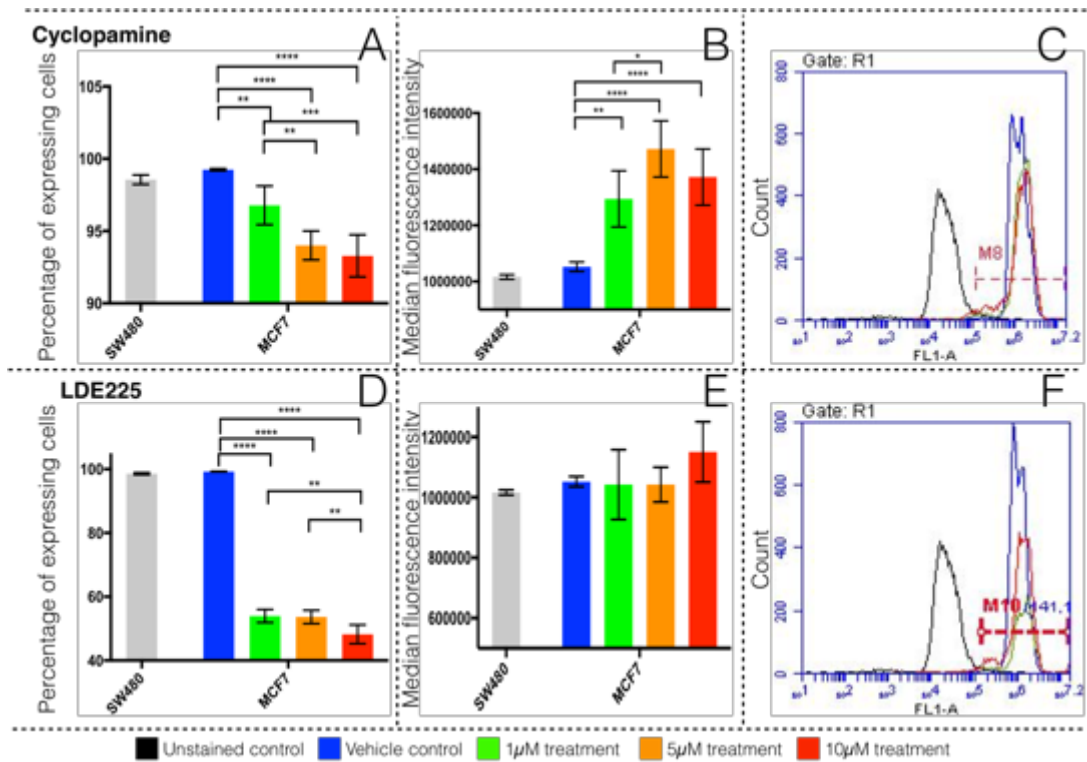 Cyclopamine
A
Percentage of expressing cells
105
100
95
90
****
****
**
***
**
SW480
MCF7
B
Median fluorescence intensity
1600000
1400000
1200000
1000000
*
****
****
**
SW480
MCF7
C
Gate: R1
Count
800
600
400
200
0
M8
FL1-A
LDE225
D
Percentage of expressing cells
100
80
60
40
****
****
****
**
**
SW480
MCF7
E
Median fluorescence intensity
1200000
1000000
800000
600000
SW480
MCF7
F
Gate: R1
Count
800
600
400
200
0
M10
FL1-A
Unstained control
Vehicle control
1µM treatment
5µM treatment
10µM treatment